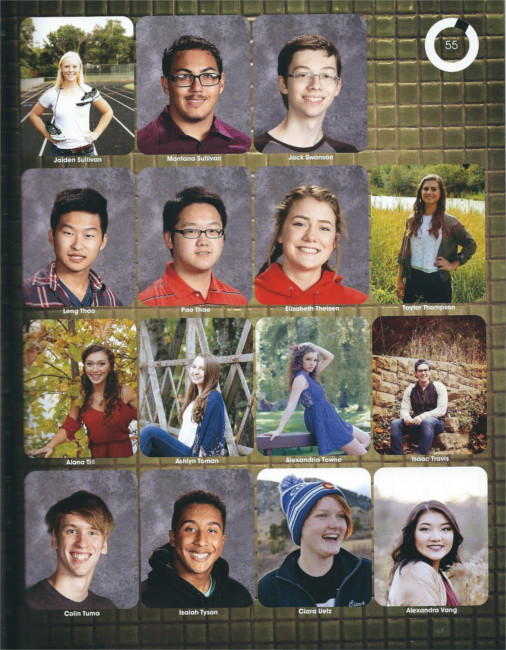 55
Jaiden Sullivan
Montana Sullivan
Jack Swanson
Leng Thao
Pao Thao
Elizabeth Theisen
Taylor Thompson
Alana Till
Ashlyn Toman
Alexandria Towne
Isaac Travis
Colin Tuma
Isaiah Tyson
Ciara Uetz
Alexandra Vang